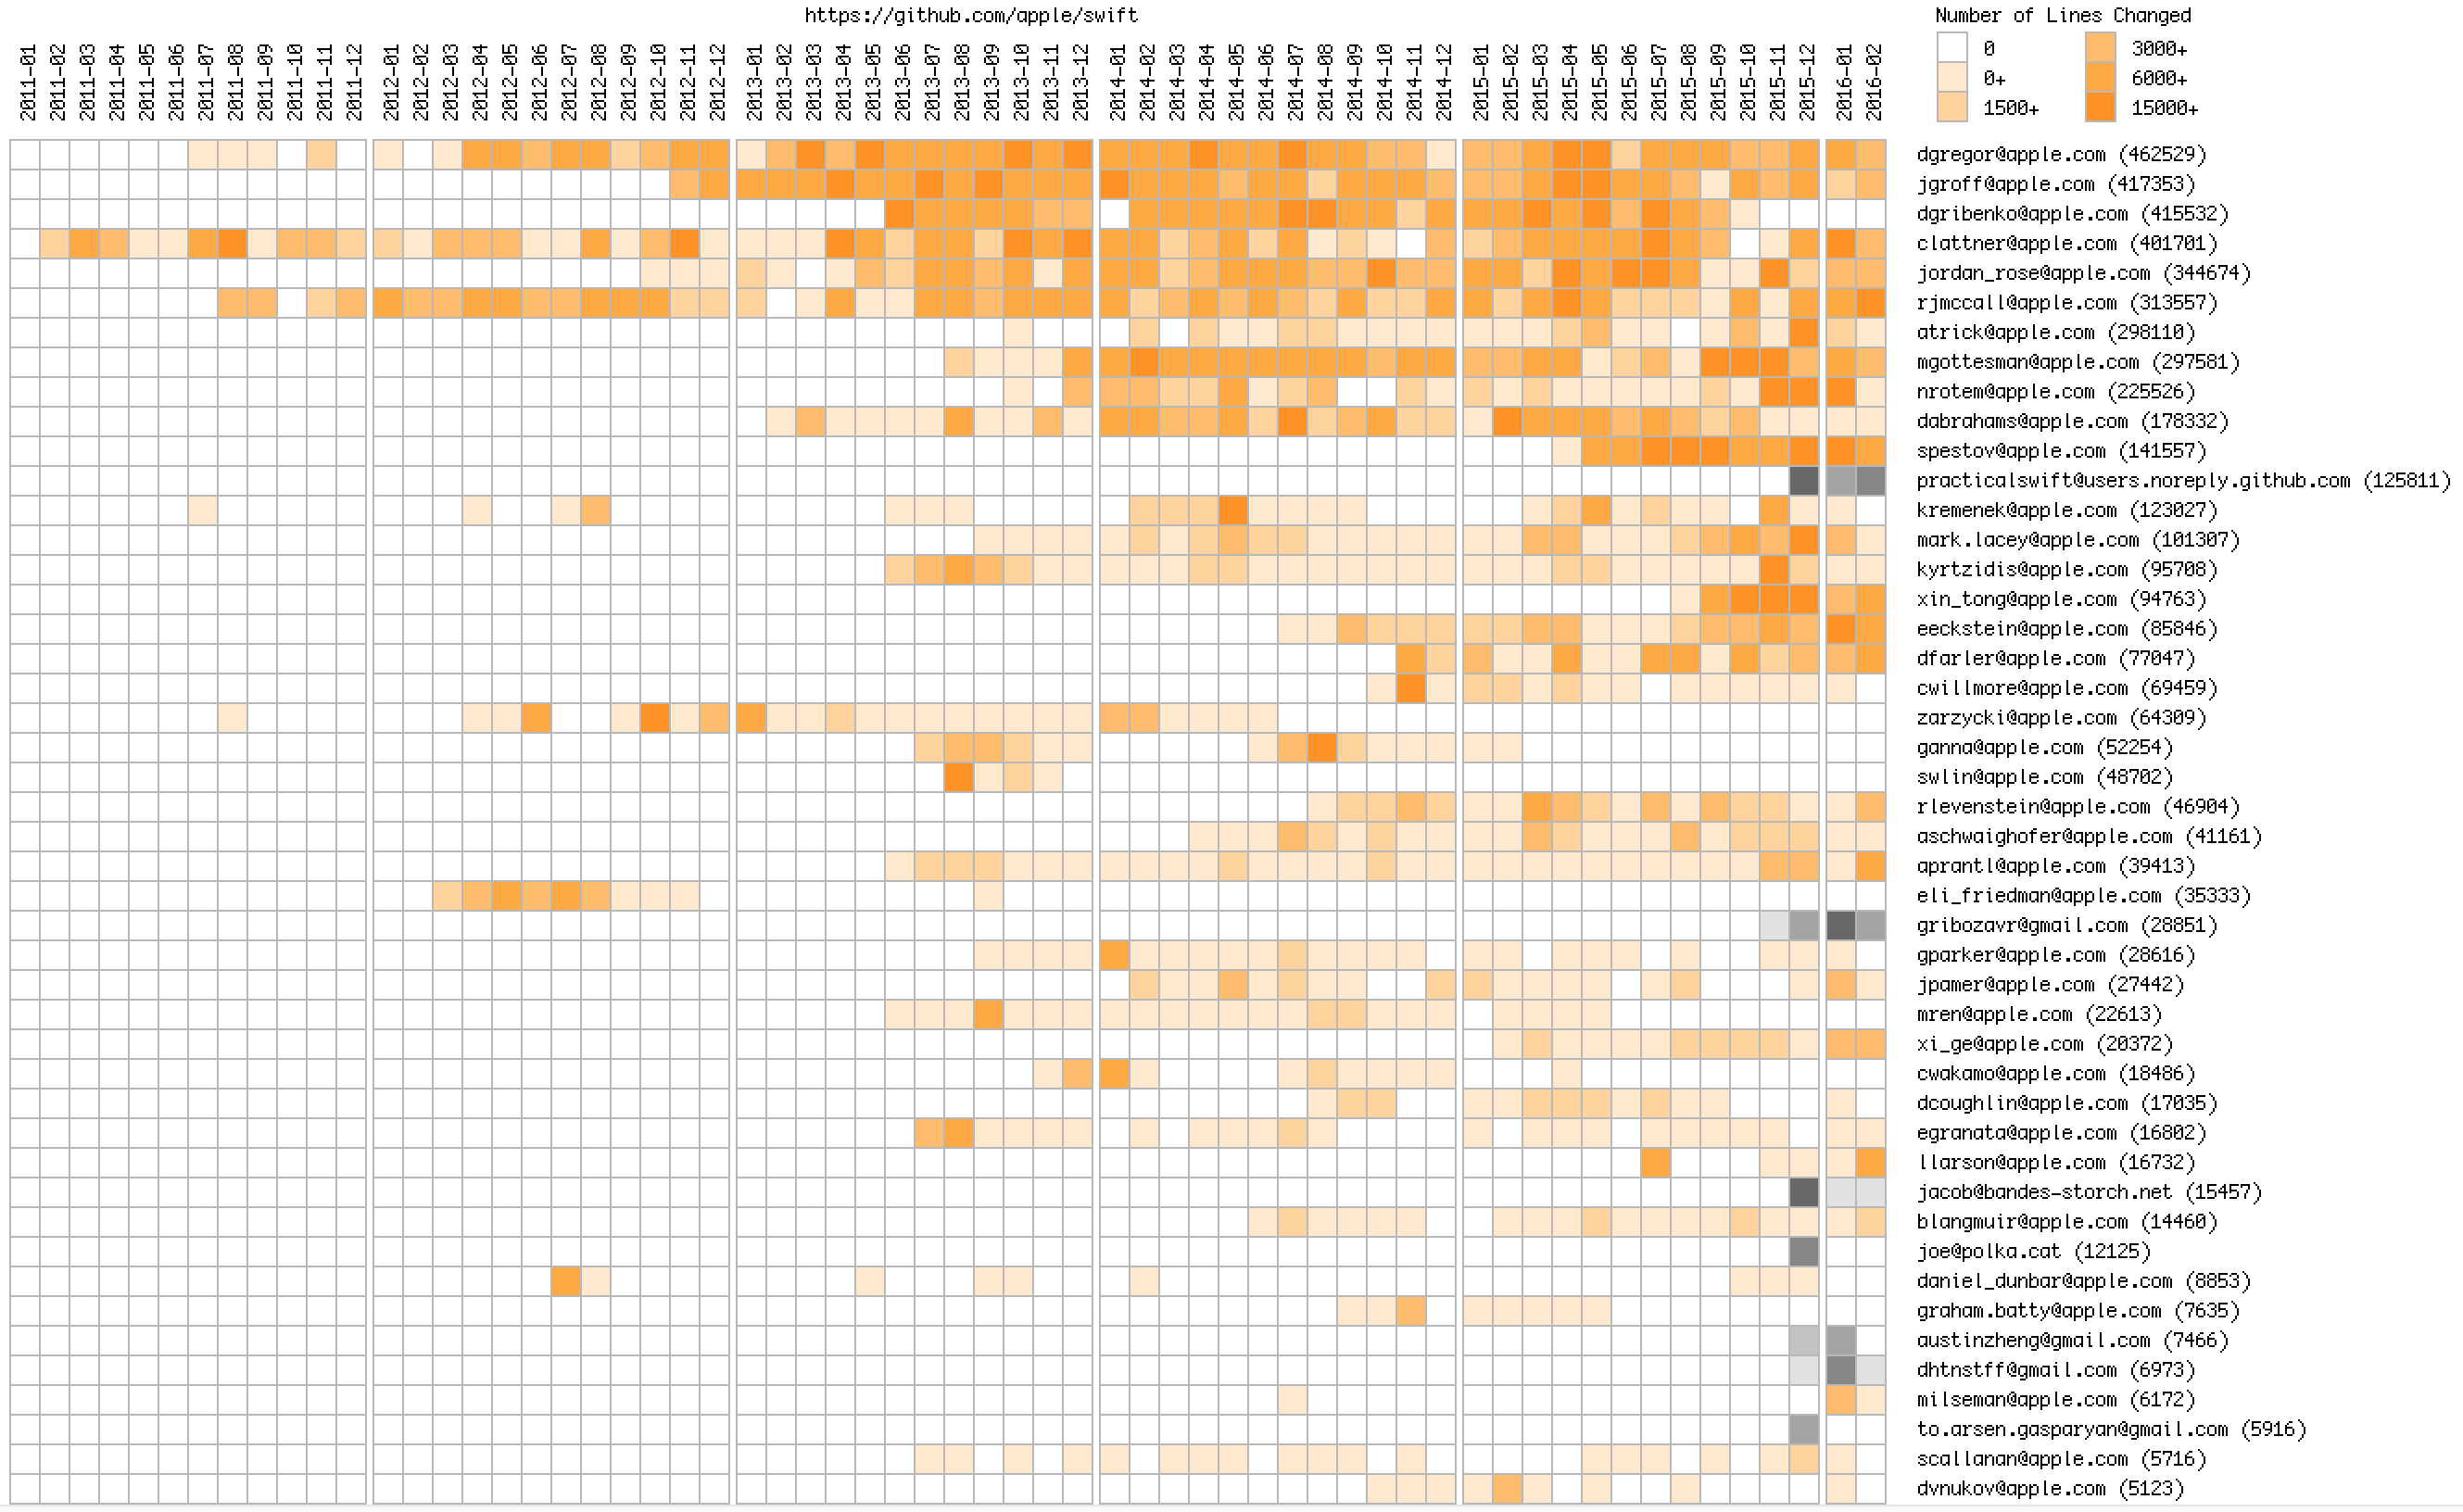 https://github.com/apple/swift
Number of Lines Changed
0
3000+
0+
6000+
1500+
15000+
2011-01
2011-02
2011-03
2011-04
2011-05
2011-06
2011-07
2011-08
2011-09
2011-10
2011-11
2011-12
2012-01
2012-02
2012-03
2012-04
2012-05
2012-06
2012-07
2012-08
2012-09
2012-10
2012-11
2012-12
2013-01
2013-02
2013-03
2013-04
2013-05
2013-06
2013-07
2013-08
2013-09
2013-10
2013-11
2013-12
2014-01
2014-02
2014-03
2014-04
2014-05
2014-06
2014-07
2014-08
2014-09
2014-10
2014-11
2014-12
2015-01
2015-02
2015-03
2015-04
2015-05
2015-06
2015-07
2015-08
2015-09
2015-10
2015-11
2015-12
2016-01
2016-02
dgregor@apple.com (462529)
jgroff@apple.com (417353)
dgribenko@apple.com (415532)
clattner@apple.com (401701)
jordan_rose@apple.com (344674)
rjmccall@apple.com (313557)
atrick@apple.com (298110)
mgottesman@apple.com (297581)
nrotem@apple.com (225526)
dabrahams@apple.com (178332)
spestov@apple.com (141557)
practicalswift@users.noreply.github.com (125811)
kremenek@apple.com (123027)
mark.lacey@apple.com (101307)
kyrtzidis@apple.com (95708)
xin_tong@apple.com (94763)
eeckstein@apple.com (85846)
dfarler@apple.com (77047)
cwillmore@apple.com (69459)
zarzycki@apple.com (64309)
ganna@apple.com (52254)
swlin@apple.com (48702)
rlevenstein@apple.com (46904)
aschwaighofer@apple.com (41161)
aprantl@apple.com (39413)
eli_friedman@apple.com (35333)
gribozavr@gmail.com (28851)
gparker@apple.com (28616)
jpamer@apple.com (27442)
mren@apple.com (22613)
xi_ge@apple.com (20372)
cwakamo@apple.com (18486)
dcoughlin@apple.com (17035)
egranata@apple.com (16802)
llarson@apple.com (16732)
jacob@bandes-storch.net (15457)
blangmuir@apple.com (14460)
joe@polka.cat (12125)
daniel_dunbar@apple.com (8853)
graham.batty@apple.com (7635)
austinzheng@gmail.com (7466)
dhtnstff@gmail.com (6973)
milseman@apple.com (6172)
to.arsen.gasparyan@gmail.com (5916)
scallanan@apple.com (5716)
dvnukov@apple.com (5123)